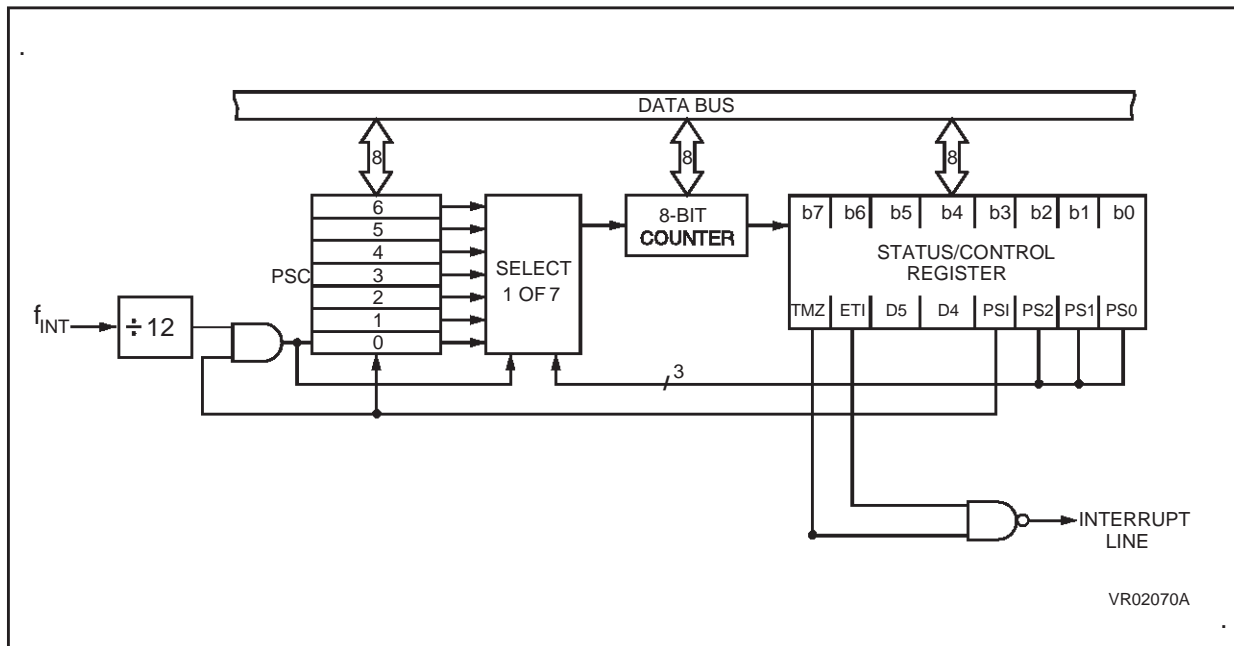 DATA BUS
8
8
8
6
5
4
3
2
1
0
PSC
SELECT
1 OF 7
8-BIT
COUNTER
b7 b6 b5 b4 b3 b2 b1 b0
STATUS/CONTROL
REGISTER
TMZ ETI D5 D4 PSI PS2 PS1 PS0
fINT
÷ 12
3
INTERRUPT
LINE
VR02070A